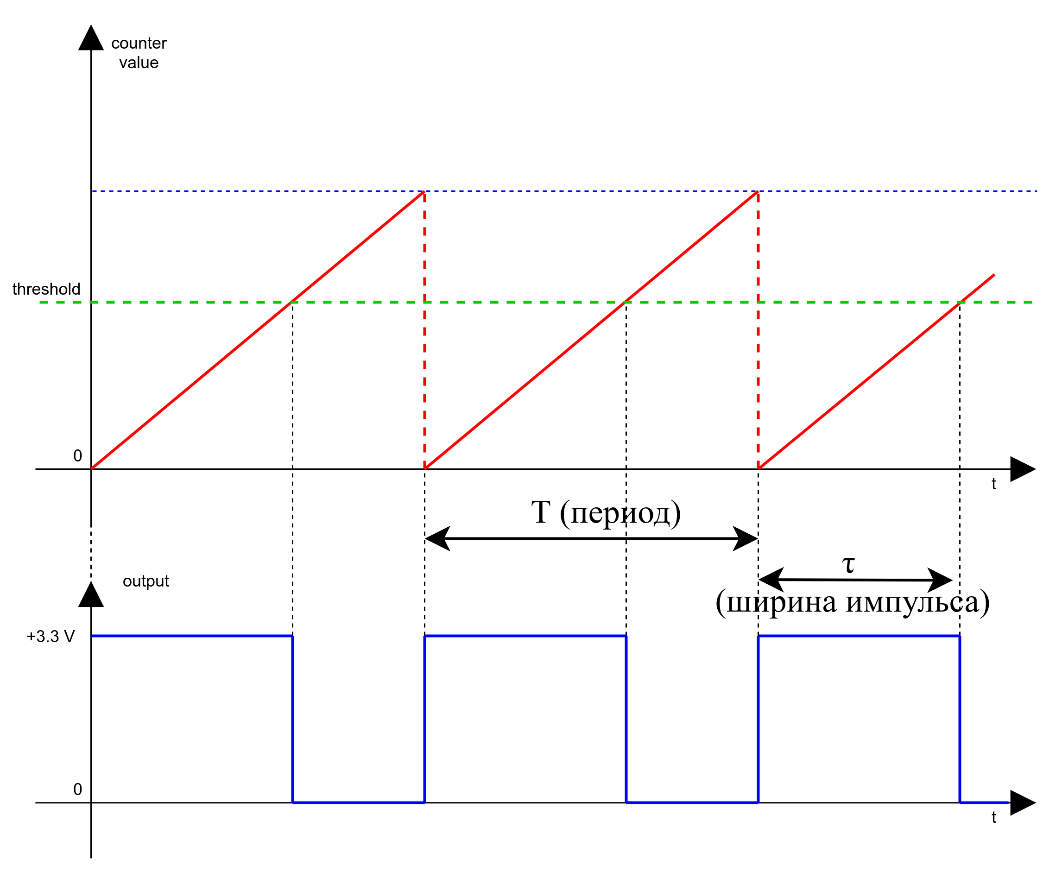 counter
value
threshold
0
t
T (период)
τ
(ширина импульса)
output
+3.3 V
0
t